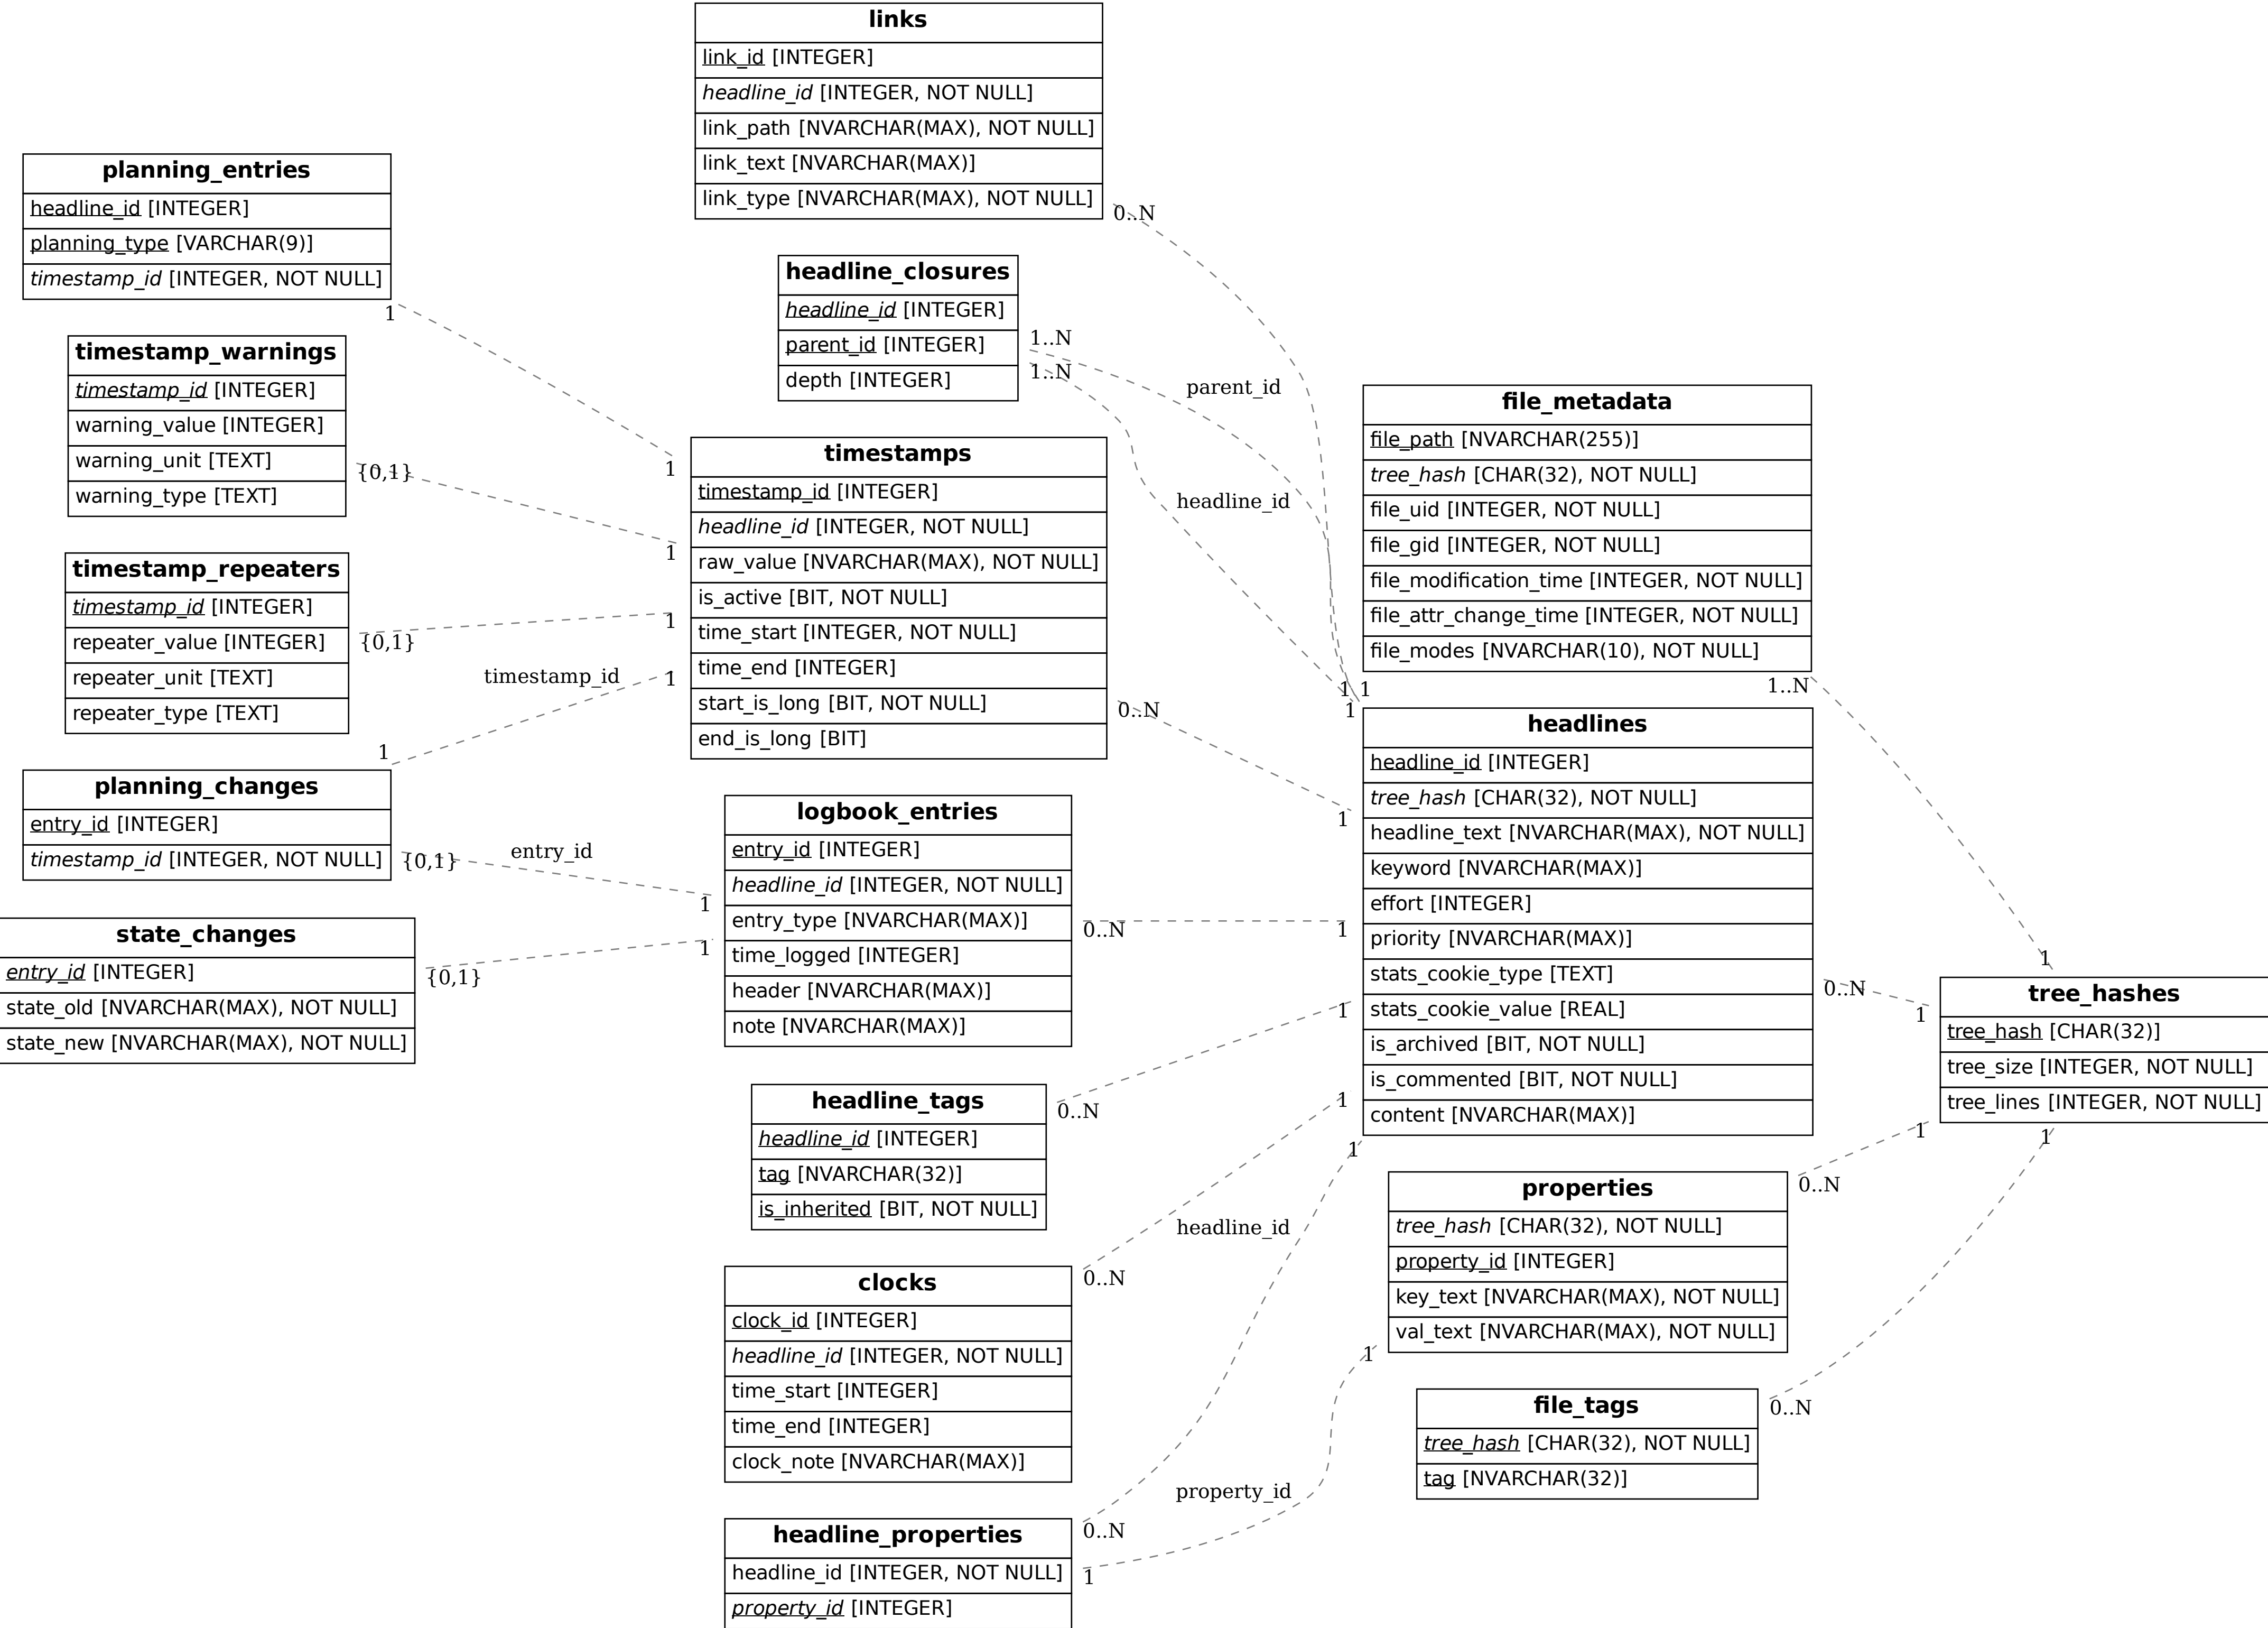 links
link_id [INTEGER]
headline_id [INTEGER, NOT NULL]
link_path [NVARCHAR(MAX), NOT NULL]
link_text [NVARCHAR(MAX)]
link_type [NVARCHAR(MAX), NOT NULL]
0..N
planning_entries
headline_id [INTEGER]
planning_type [VARCHAR(9)]
timestamp_id [INTEGER, NOT NULL]
1
1
headline_closures
headline_id [INTEGER]
parent_id [INTEGER]
depth [INTEGER]
1..N
1..N
parent_id
headline_id
timestamp_warnings
timestamp_id [INTEGER]
warning_value [INTEGER]
warning_unit [TEXT]
warning_type [TEXT]
{0,1}
1
timestamp_repeaters
timestamp_id [INTEGER]
repeater_value [INTEGER]
repeater_unit [TEXT]
repeater_type [TEXT]
{0,1}
1
timestamp_id
1
1
timestamps
timestamp_id [INTEGER]
headline_id [INTEGER, NOT NULL]
raw_value [NVARCHAR(MAX), NOT NULL]
is_active [BIT, NOT NULL]
time_start [INTEGER, NOT NULL]
time_end [INTEGER]
start_is_long [BIT, NOT NULL]
end_is_long [BIT]
0..N
1
file_metadata
file_path [NVARCHAR(255)]
tree_hash [CHAR(32), NOT NULL]
file_uid [INTEGER, NOT NULL]
file_gid [INTEGER, NOT NULL]
file_modification_time [INTEGER, NOT NULL]
file_attr_change_time [INTEGER, NOT NULL]
file_modes [NVARCHAR(10), NOT NULL]
1..N
1
1 1
1
planning_changes
entry_id [INTEGER]
timestamp_id [INTEGER, NOT NULL]
{0,1}
entry_id
1
state_changes
entry_id [INTEGER]
state_old [NVARCHAR(MAX), NOT NULL]
state_new [NVARCHAR(MAX), NOT NULL]
{0,1}
1
logbook_entries
entry_id [INTEGER]
headline_id [INTEGER, NOT NULL]
entry_type [NVARCHAR(MAX)]
time_logged [INTEGER]
header [NVARCHAR(MAX)]
note [NVARCHAR(MAX)]
0..N
1
headlines
headline_id [INTEGER]
tree_hash [CHAR(32), NOT NULL]
headline_text [NVARCHAR(MAX), NOT NULL]
keyword [NVARCHAR(MAX)]
effort [INTEGER]
priority [NVARCHAR(MAX)]
stats_cookie_type [TEXT]
stats_cookie_value [REAL]
is_archived [BIT, NOT NULL]
is_commented [BIT, NOT NULL]
content [NVARCHAR(MAX)]
0..N
1
tree_hashes
tree_hash [CHAR(32)]
tree_size [INTEGER, NOT NULL]
tree_lines [INTEGER, NOT NULL]
1
1
headline_tags
headline_id [INTEGER]
tag [NVARCHAR(32)]
is_inherited [BIT, NOT NULL]
0..N
1
clocks
clock_id [INTEGER]
headline_id [INTEGER, NOT NULL]
time_start [INTEGER]
time_end [INTEGER]
clock_note [NVARCHAR(MAX)]
0..N
1
properties
tree_hash [CHAR(32), NOT NULL]
property_id [INTEGER]
key_text [NVARCHAR(MAX), NOT NULL]
val_text [NVARCHAR(MAX), NOT NULL]
0..N
1
file_tags
tree_hash [CHAR(32), NOT NULL]
tag [NVARCHAR(32)]
0..N
headline_properties
headline_id [INTEGER, NOT NULL]
property_id [INTEGER]
0..N
headline_id
1
1
property_id